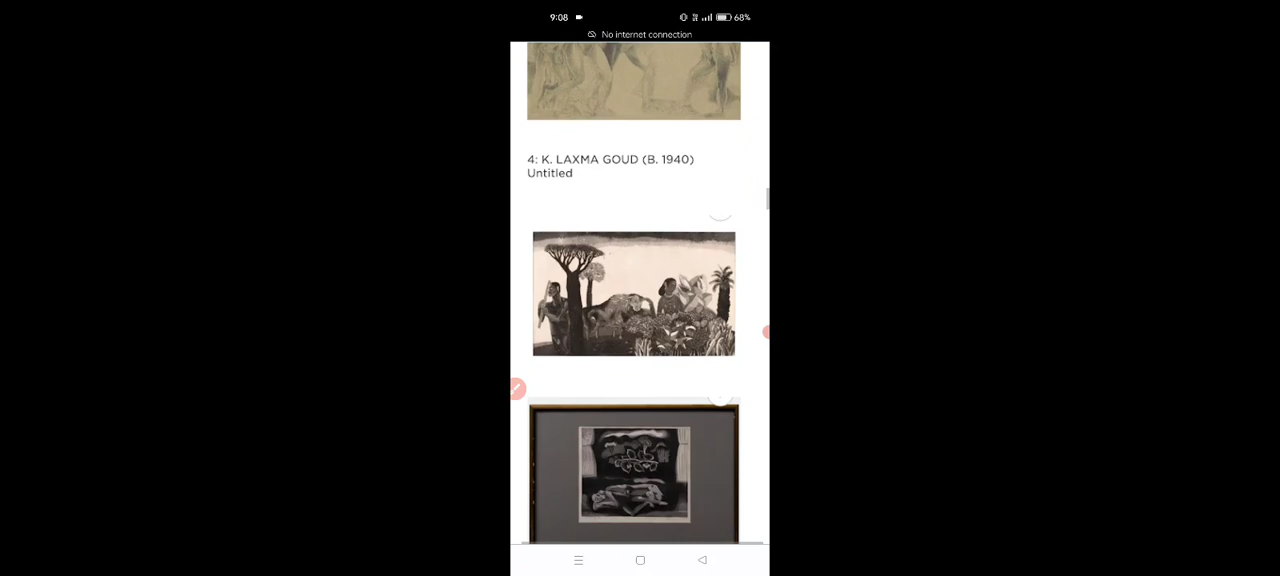 9:08
68%
No internet connection
4: K. LAXMA GOUD (B. 1940)
Untitled